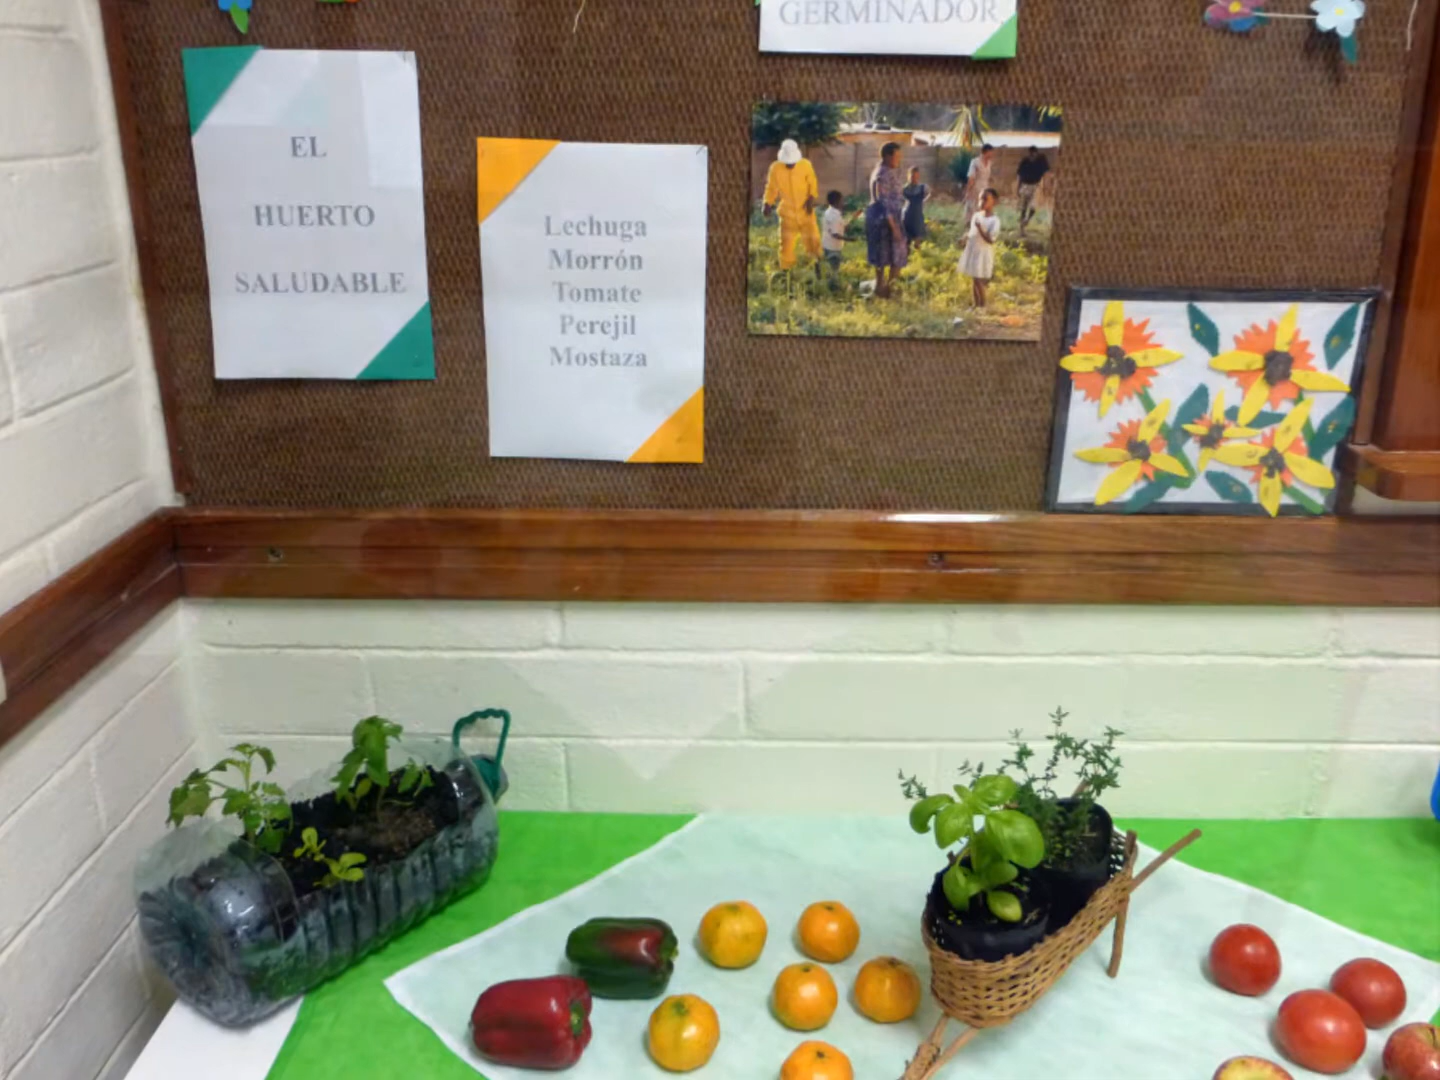 GERMINADOR
EL
HUERTO
SALUDABLE
Lechuga
Morrón
Tomate
Perejil
Mostaza